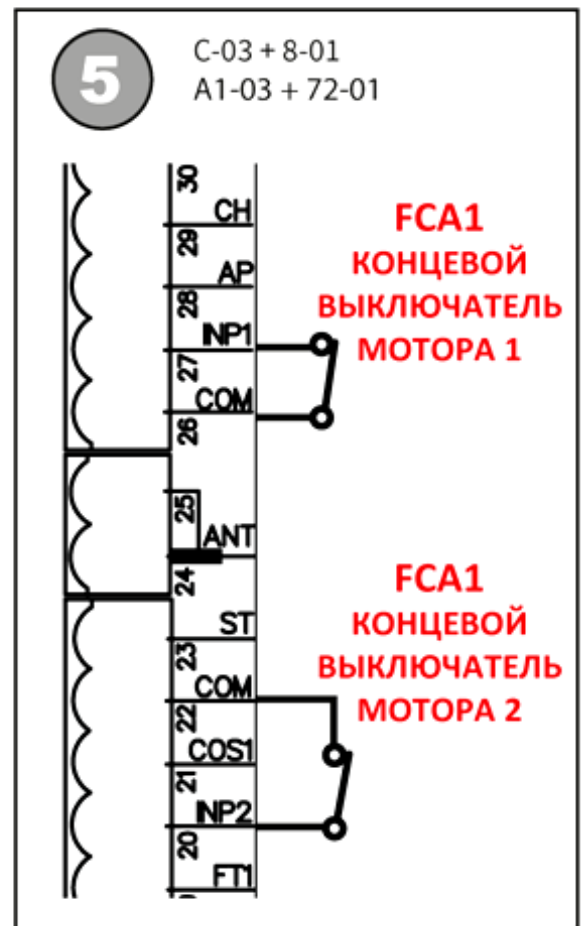 5
C-03 + 8-01
A1-03 + 72-01
30
CH
29
AP
28
INP1
27
COM
26
FCA1
КОНЦЕВОЙ
ВЫКЛЮЧАТЕЛЬ
МОТОРА 1
25
ANT
24
ST
23
COM
22
COS1
21
INP2
20
FT1
FCA1
КОНЦЕВОЙ
ВЫКЛЮЧАТЕЛЬ
МОТОРА 2